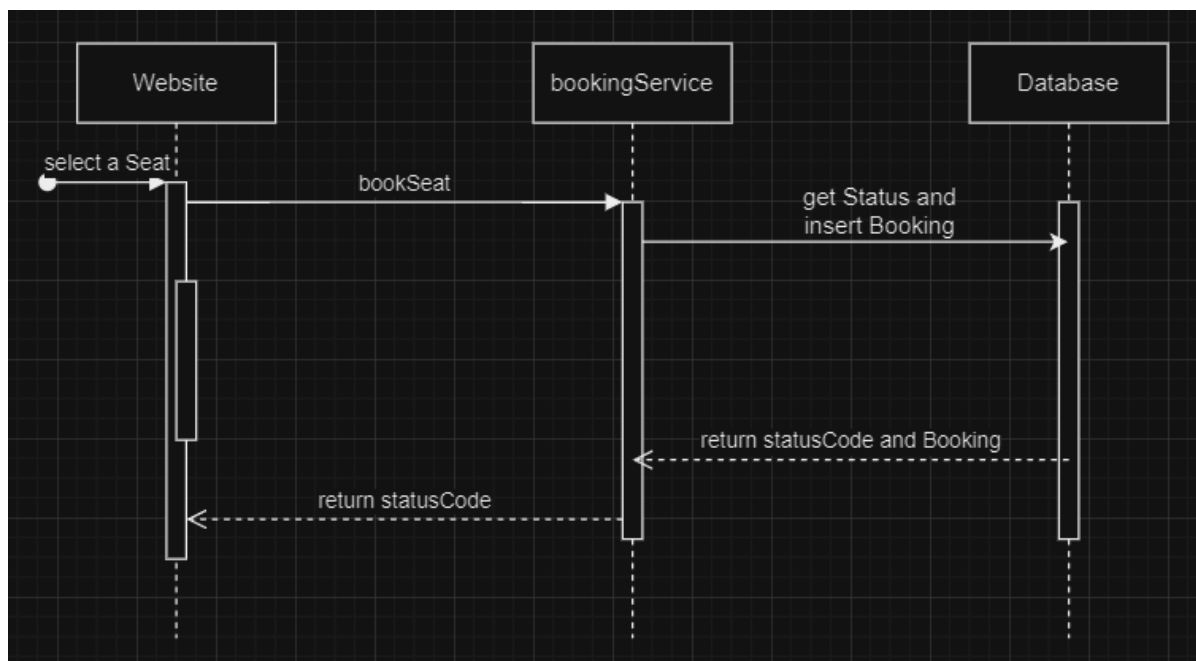 Website
bookingService
Database
select a Seat
bookSeat
get Status and
insert Booking
return statusCode and Booking
return statusCode